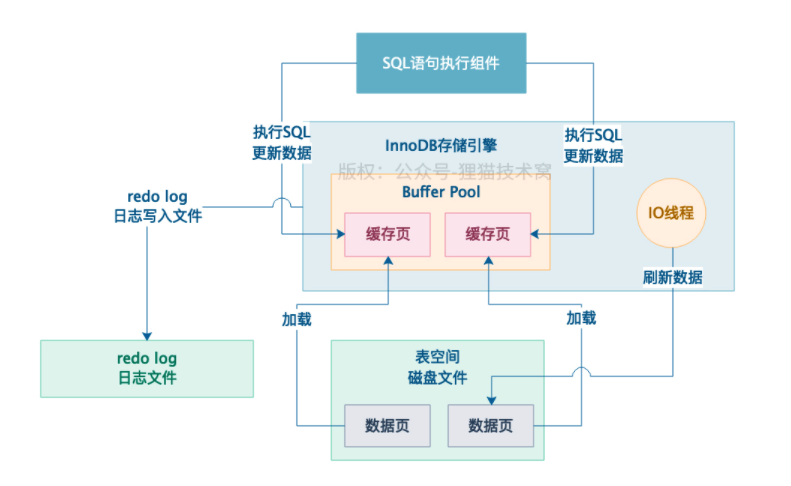 SQL语句执行组件
执行SQL
更新数据
执行SQL
更新数据
InnoDB存储引擎
版权：公众号-狸猫技术窝
Buffer Pool
缓存页
缓存页
IO线程
redo log
日志写入文件
刷新数据
加载
加载
redo log
日志文件
表空间
磁盘文件
数据页
数据页